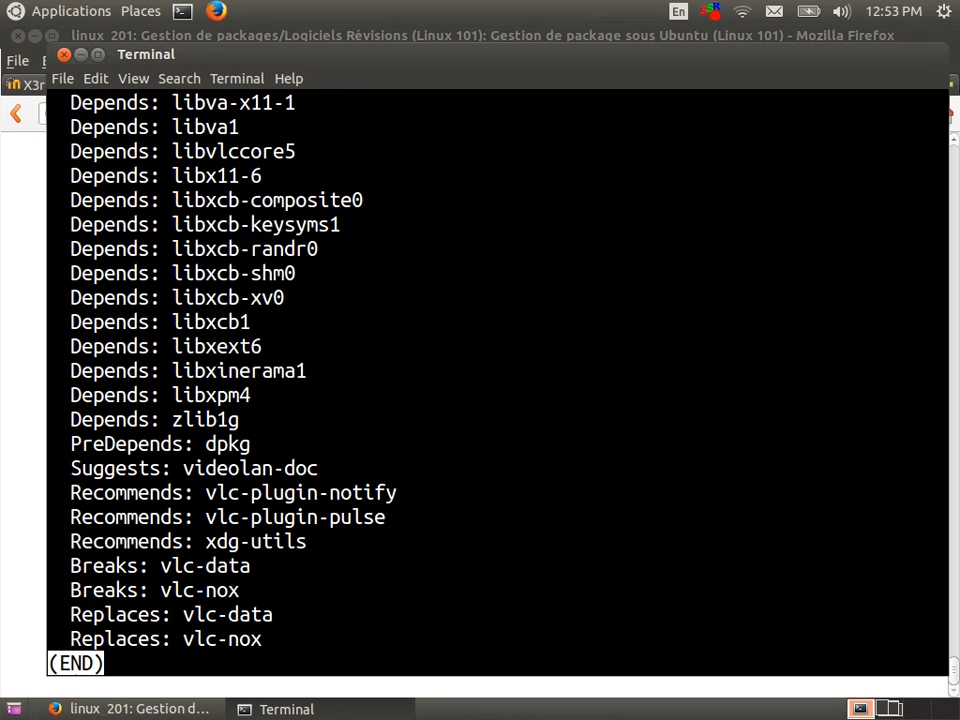 Applications Places En 12:53 PM
linux_201: Gestion de packages/Logiciels Révisions (Linux 101): Gestion de package sous Ubuntu (Linux 101) - Mozilla Firefox
File
Terminal
X3r
File Edit View Search Terminal Help
Depends: libva-x11-1
Depends: libva1
Depends: libvlccore5
Depends: libx11-6
Depends: libxcb-composite0
Depends: libxcb-keysyms1
Depends: libxcb-randr0
Depends: libxcb-shm0
Depends: libxcb-xv0
Depends: libxcb1
Depends: libxext6
Depends: libxinerama1
Depends: libxpm4
Depends: zlib1g
PreDepends: dpkg
Suggests: videolan-doc
Recommends: vlc-plugin-notify
Recommends: vlc-plugin-pulse
Recommends: xdg-utils
Breaks: vlc-data
Breaks: vlc-nox
Replaces: vlc-data
Replaces: vlc-nox
(END)
linux_201: Gestion d... Terminal